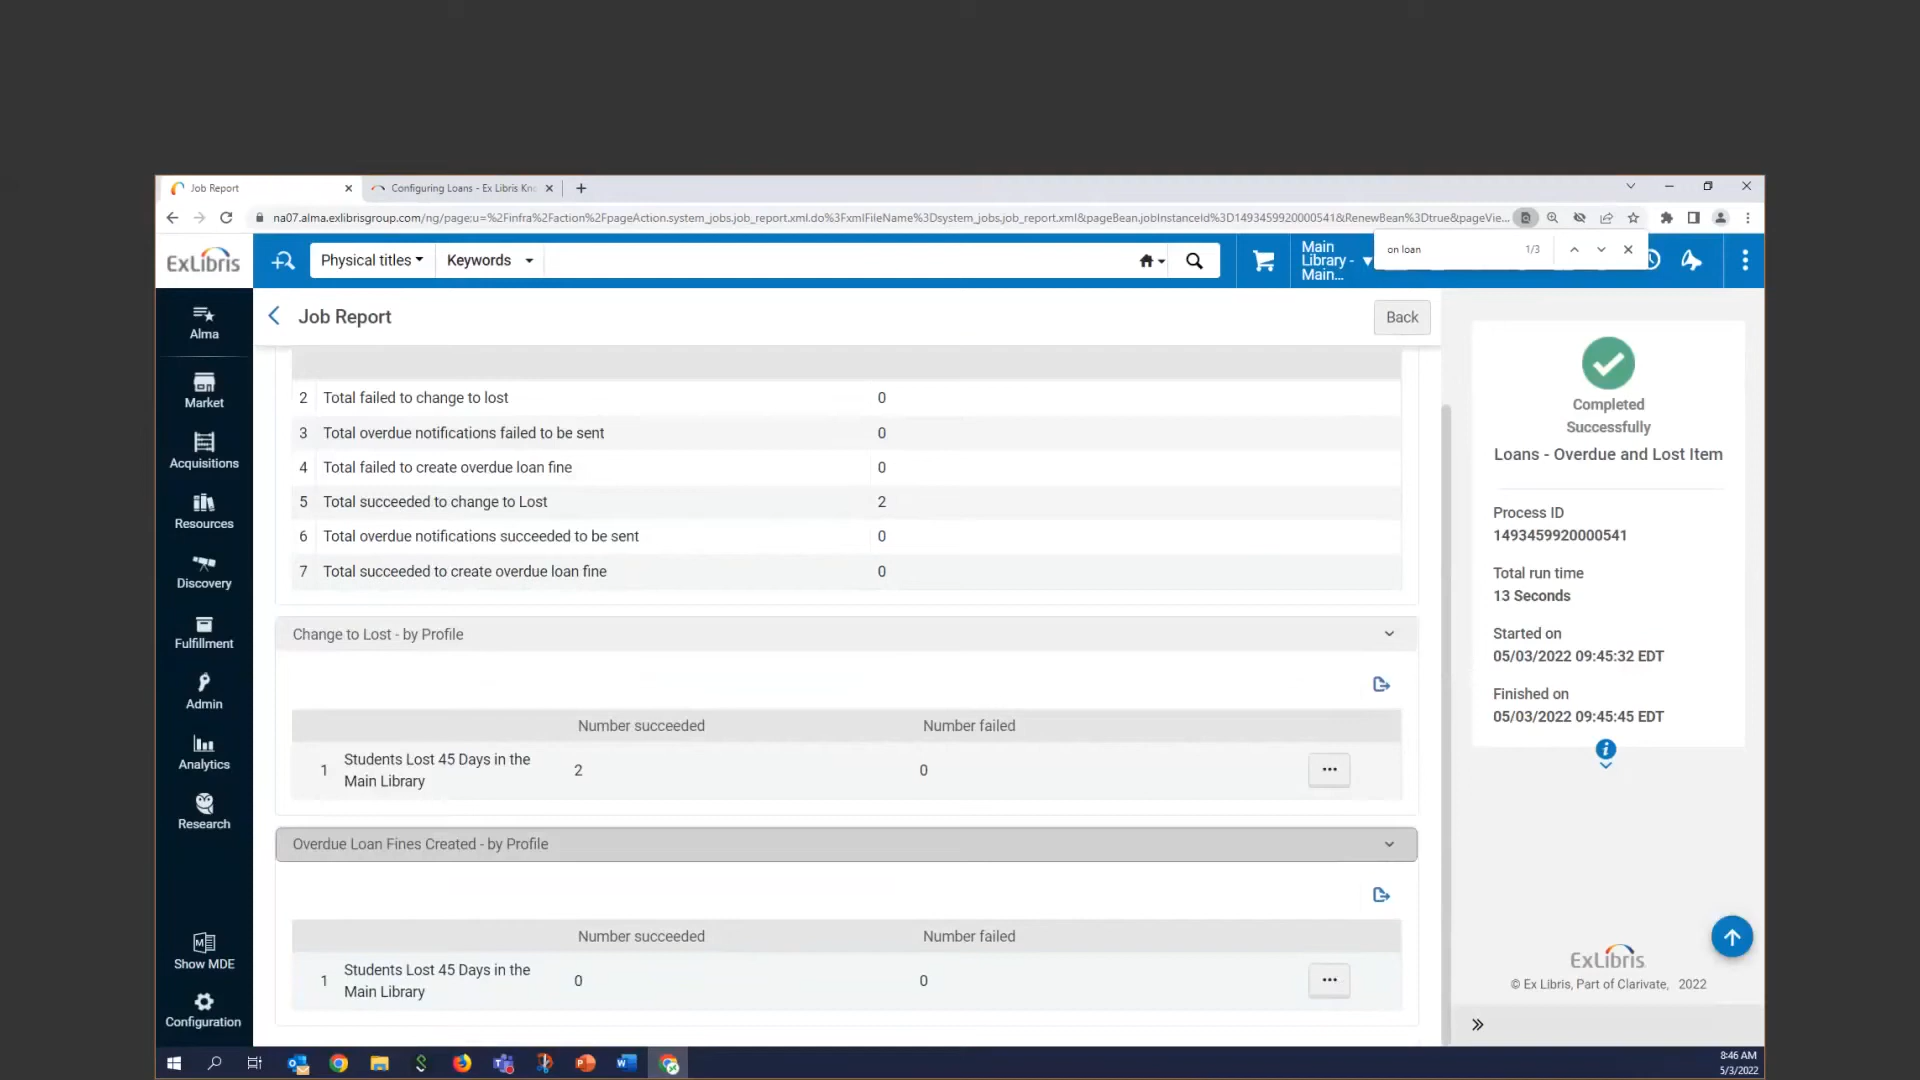 Job Report
Configuring Loans - Ex Libris Kn
na07.alma.exlibrisgroup.com/ng/page;u=%2Finfra%2Faction%2FpageAction.system_jobs.job_report.xml.do%3FxmlFileName%3Dsystem_jobs.job_report.xml&pageBean.jobInstanceId%3D1493459920000541&RenewBean%3Dtrue&pageVie...
on loan 1/3
ExLibris
Physical titles
Keywords
Main
Library -
Main...
Alma
Market
Acquisitions
Resources
Discovery
Fulfillment
Admin
Analytics
Research
Show MDE
Configuration
Job Report
Back
2 Total failed to change to lost 0
3 Total overdue notifications failed to be sent 0
4 Total failed to create overdue loan fine 0
5 Total succeeded to change to Lost 2
6 Total overdue notifications succeeded to be sent 0
7 Total succeeded to create overdue loan fine 0
Change to Lost - by Profile
Number succeeded Number failed
1 Students Lost 45 Days in the
Main Library 2 0
Overdue Loan Fines Created - by Profile
Number succeeded Number failed
1 Students Lost 45 Days in the
Main Library 0 0
Completed
Successfully
Loans - Overdue and Lost Item
Process ID
1493459920000541
Total run time
13 Seconds
Started on
05/03/2022 09:45:32 EDT
Finished on
05/03/2022 09:45:45 EDT
ExLibris
© Ex Libris, Part of Clarivate, 2022
8:46 AM
5/3/2022